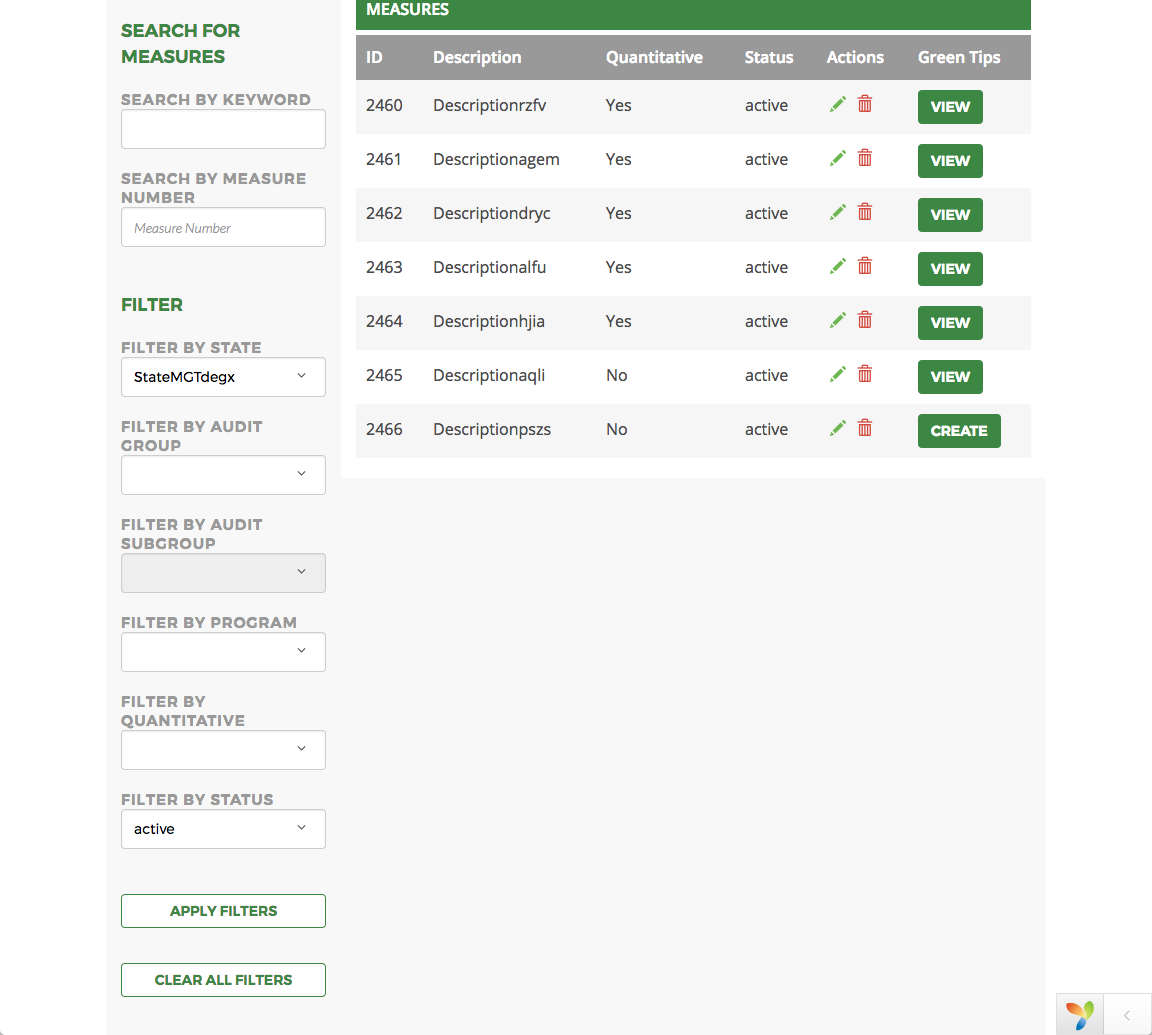 SEARCH FOR
MEASURES
SEARCH BY KEYWORD
SEARCH BY MEASURE
NUMBER
Measure Number
FILTER
FILTER BY STATE
StateMGTdegx
FILTER BY AUDIT
GROUP
FILTER BY AUDIT
SUBGROUP
FILTER BY PROGRAM
FILTER BY
QUANTITATIVE
FILTER BY STATUS
active
APPLY FILTERS
CLEAR ALL FILTERS
MEASURES
ID Description Quantitative Status Actions Green Tips
2460 Descriptionrzfv Yes active VIEW
2461 Descriptionagem Yes active VIEW
2462 Descriptiondryc Yes active VIEW
2463 Descriptionalfu Yes active VIEW
2464 Descriptionhjia Yes active VIEW
2465 Descriptionaqli No active VIEW
2466 Descriptionpszs No active CREATE